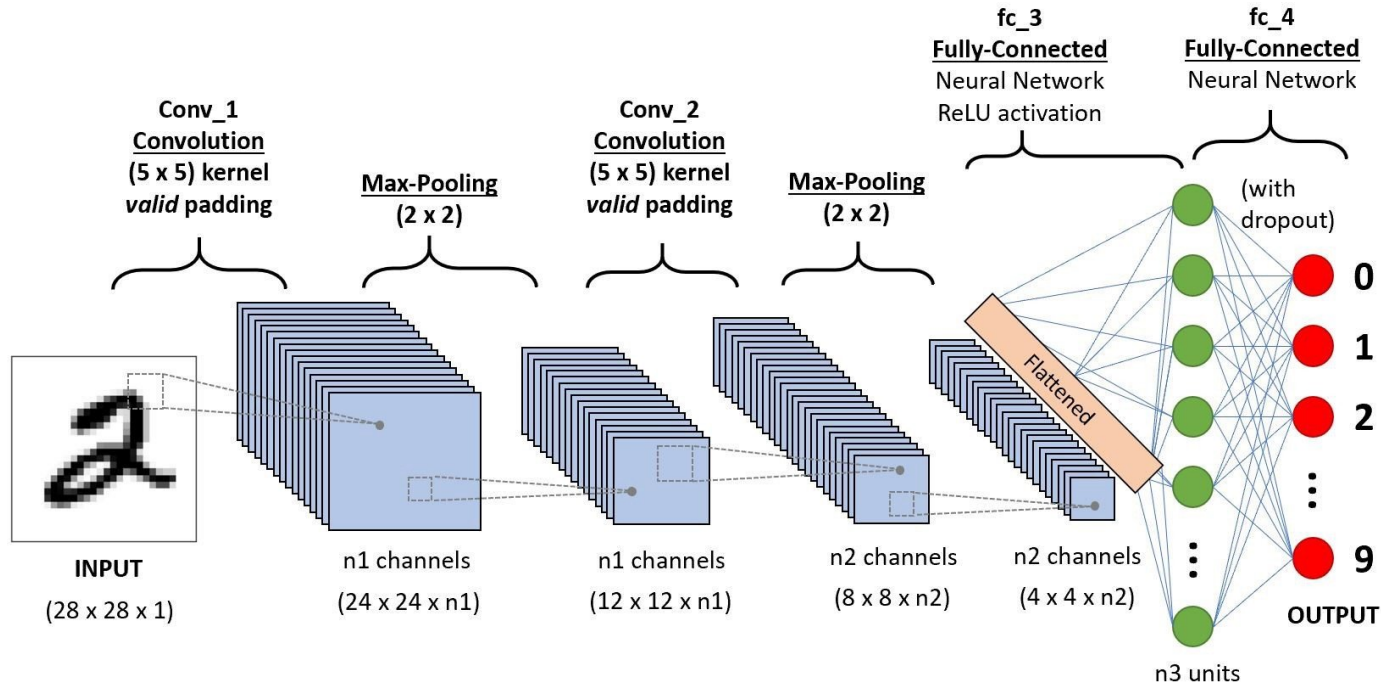 fc_3
Fully-Connected
Neural Network
ReLU activation
fc_4
Fully-Connected
Neural Network
Conv_1
Convolution
(5 x 5) kernel
valid padding
Max-Pooling
(2 x 2)
Conv_2
Convolution
(5 x 5) kernel
valid padding
Max-Pooling
(2 x 2)
(with
dropout)
Flattened
0
1
2
9
INPUT
(28 x 28 x 1)
n1 channels
(24 x 24 x n1)
n1 channels
(12 x 12 x n1)
n2 channels
(8 x 8 x n2)
n2 channels
(4 x 4 x n2)
OUTPUT
n3 units
2